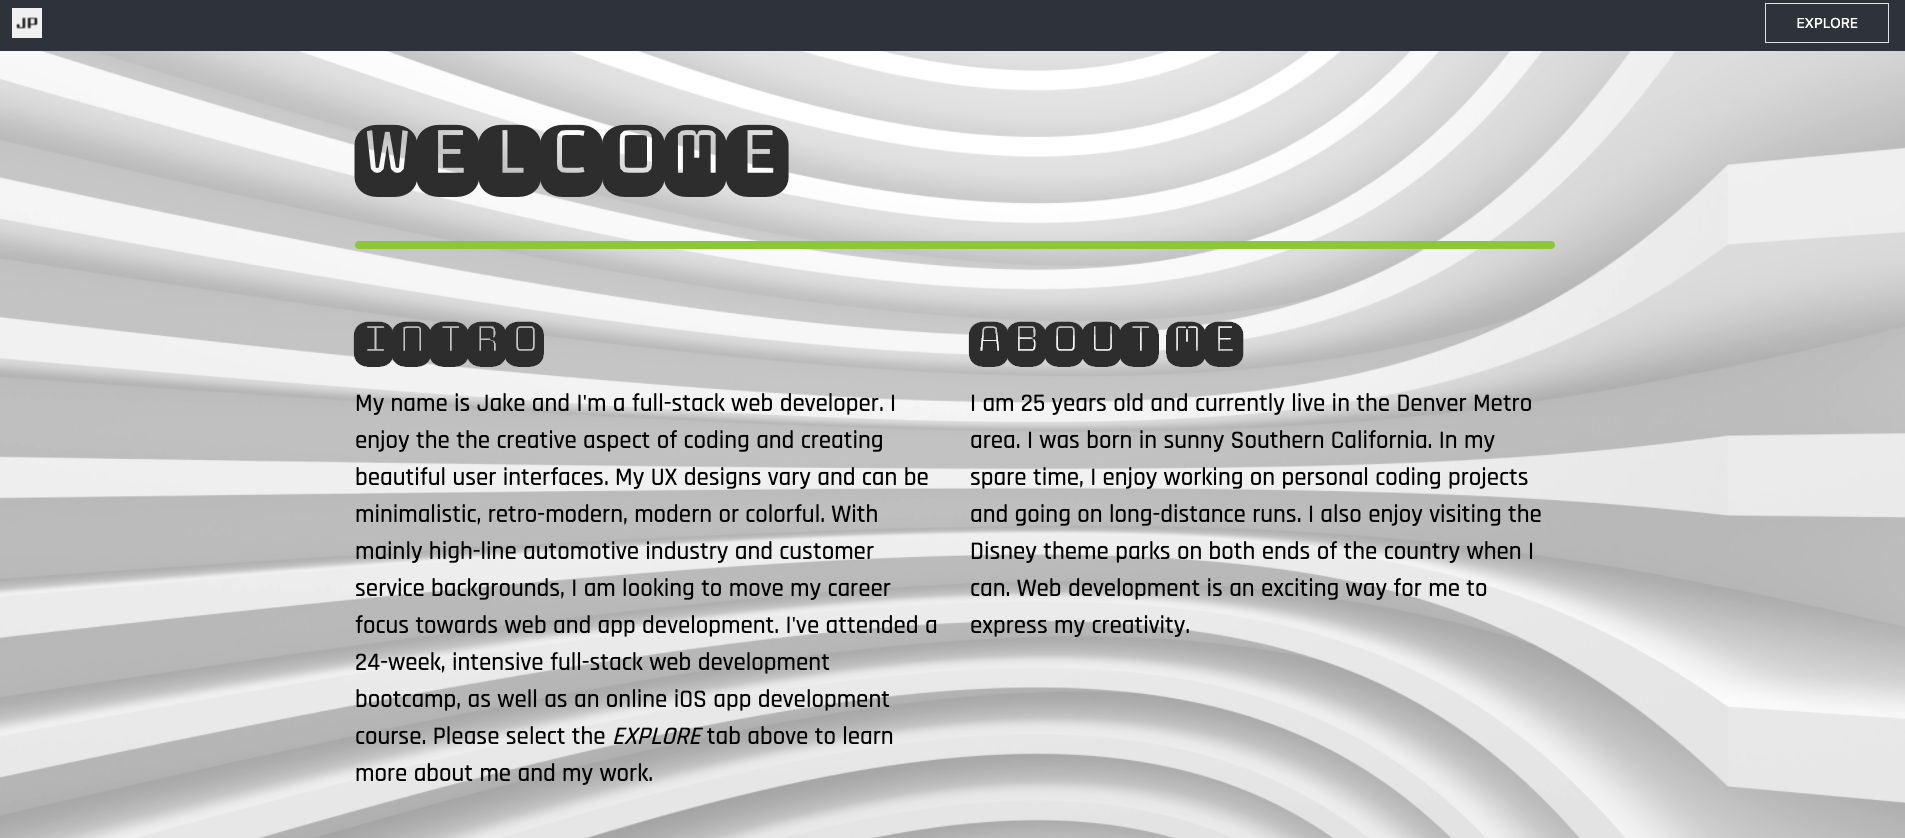 JP
EXPLORE
WELCOME
INTRO
My name is Jake and I'm a full-stack web developer. I
enjoy the the creative aspect of coding and creating
beautiful user interfaces. My UX designs vary and can be
minimalistic, retro-modern, modern or colorful. With
mainly high-line automotive industry and customer
service backgrounds, I am looking to move my career
focus towards web and app development. I've attended a
24-week, intensive full-stack web development
bootcamp, as well as an online iOS app development
course. Please select the EXPLORE tab above to learn
more about me and my work.
ABOUT ME
I am 25 years old and currently live in the Denver Metro
area. I was born in sunny Southern California. In my
spare time, I enjoy working on personal coding projects
and going on long-distance runs. I also enjoy visiting the
Disney theme parks on both ends of the country when I
can. Web development is an exciting way for me to
express my creativity.